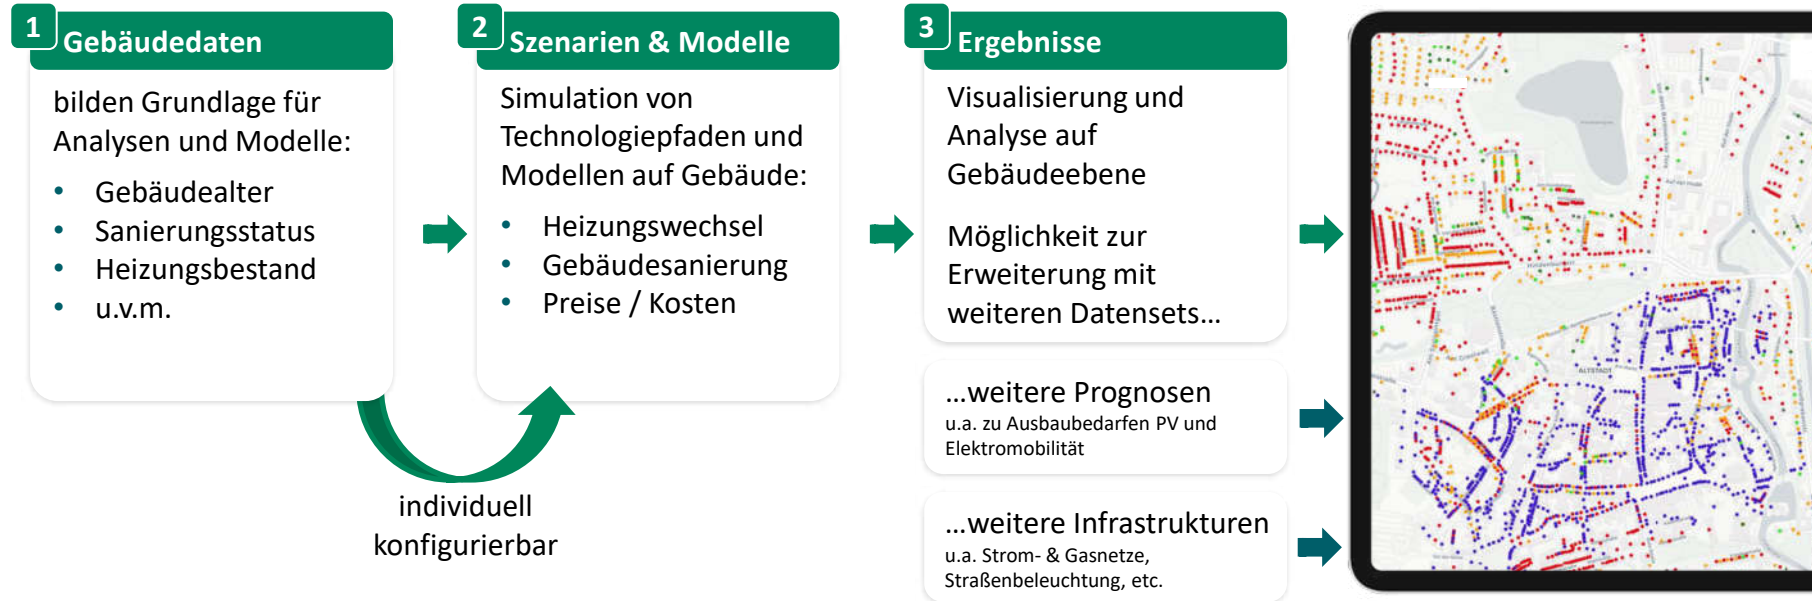 1
Gebäudedaten
bilden Grundlage für
Analysen und Modelle:
• Gebäudealter
• Sanierungsstatus
• Heizungsbestand
• u.v.m.
2
Szenarien & Modelle
Simulation von
Technologiepfaden und
Modellen auf Gebäude:
• Heizungswechsel
• Gebäudesanierung
• Preise / Kosten
individuell
konfigurierbar
3
Ergebnisse
Visualisierung und
Analyse auf
Gebäudeebene
Möglichkeit zur
Erweiterung mit
weiteren Datensets...
...weitere Prognosen
u.a. zu Ausbaubedarfen PV und
Elektromobilität
...weitere Infrastrukturen
u.a. Strom- & Gasnetze,
Straßenbeleuchtung, etc.
ALTSTADT